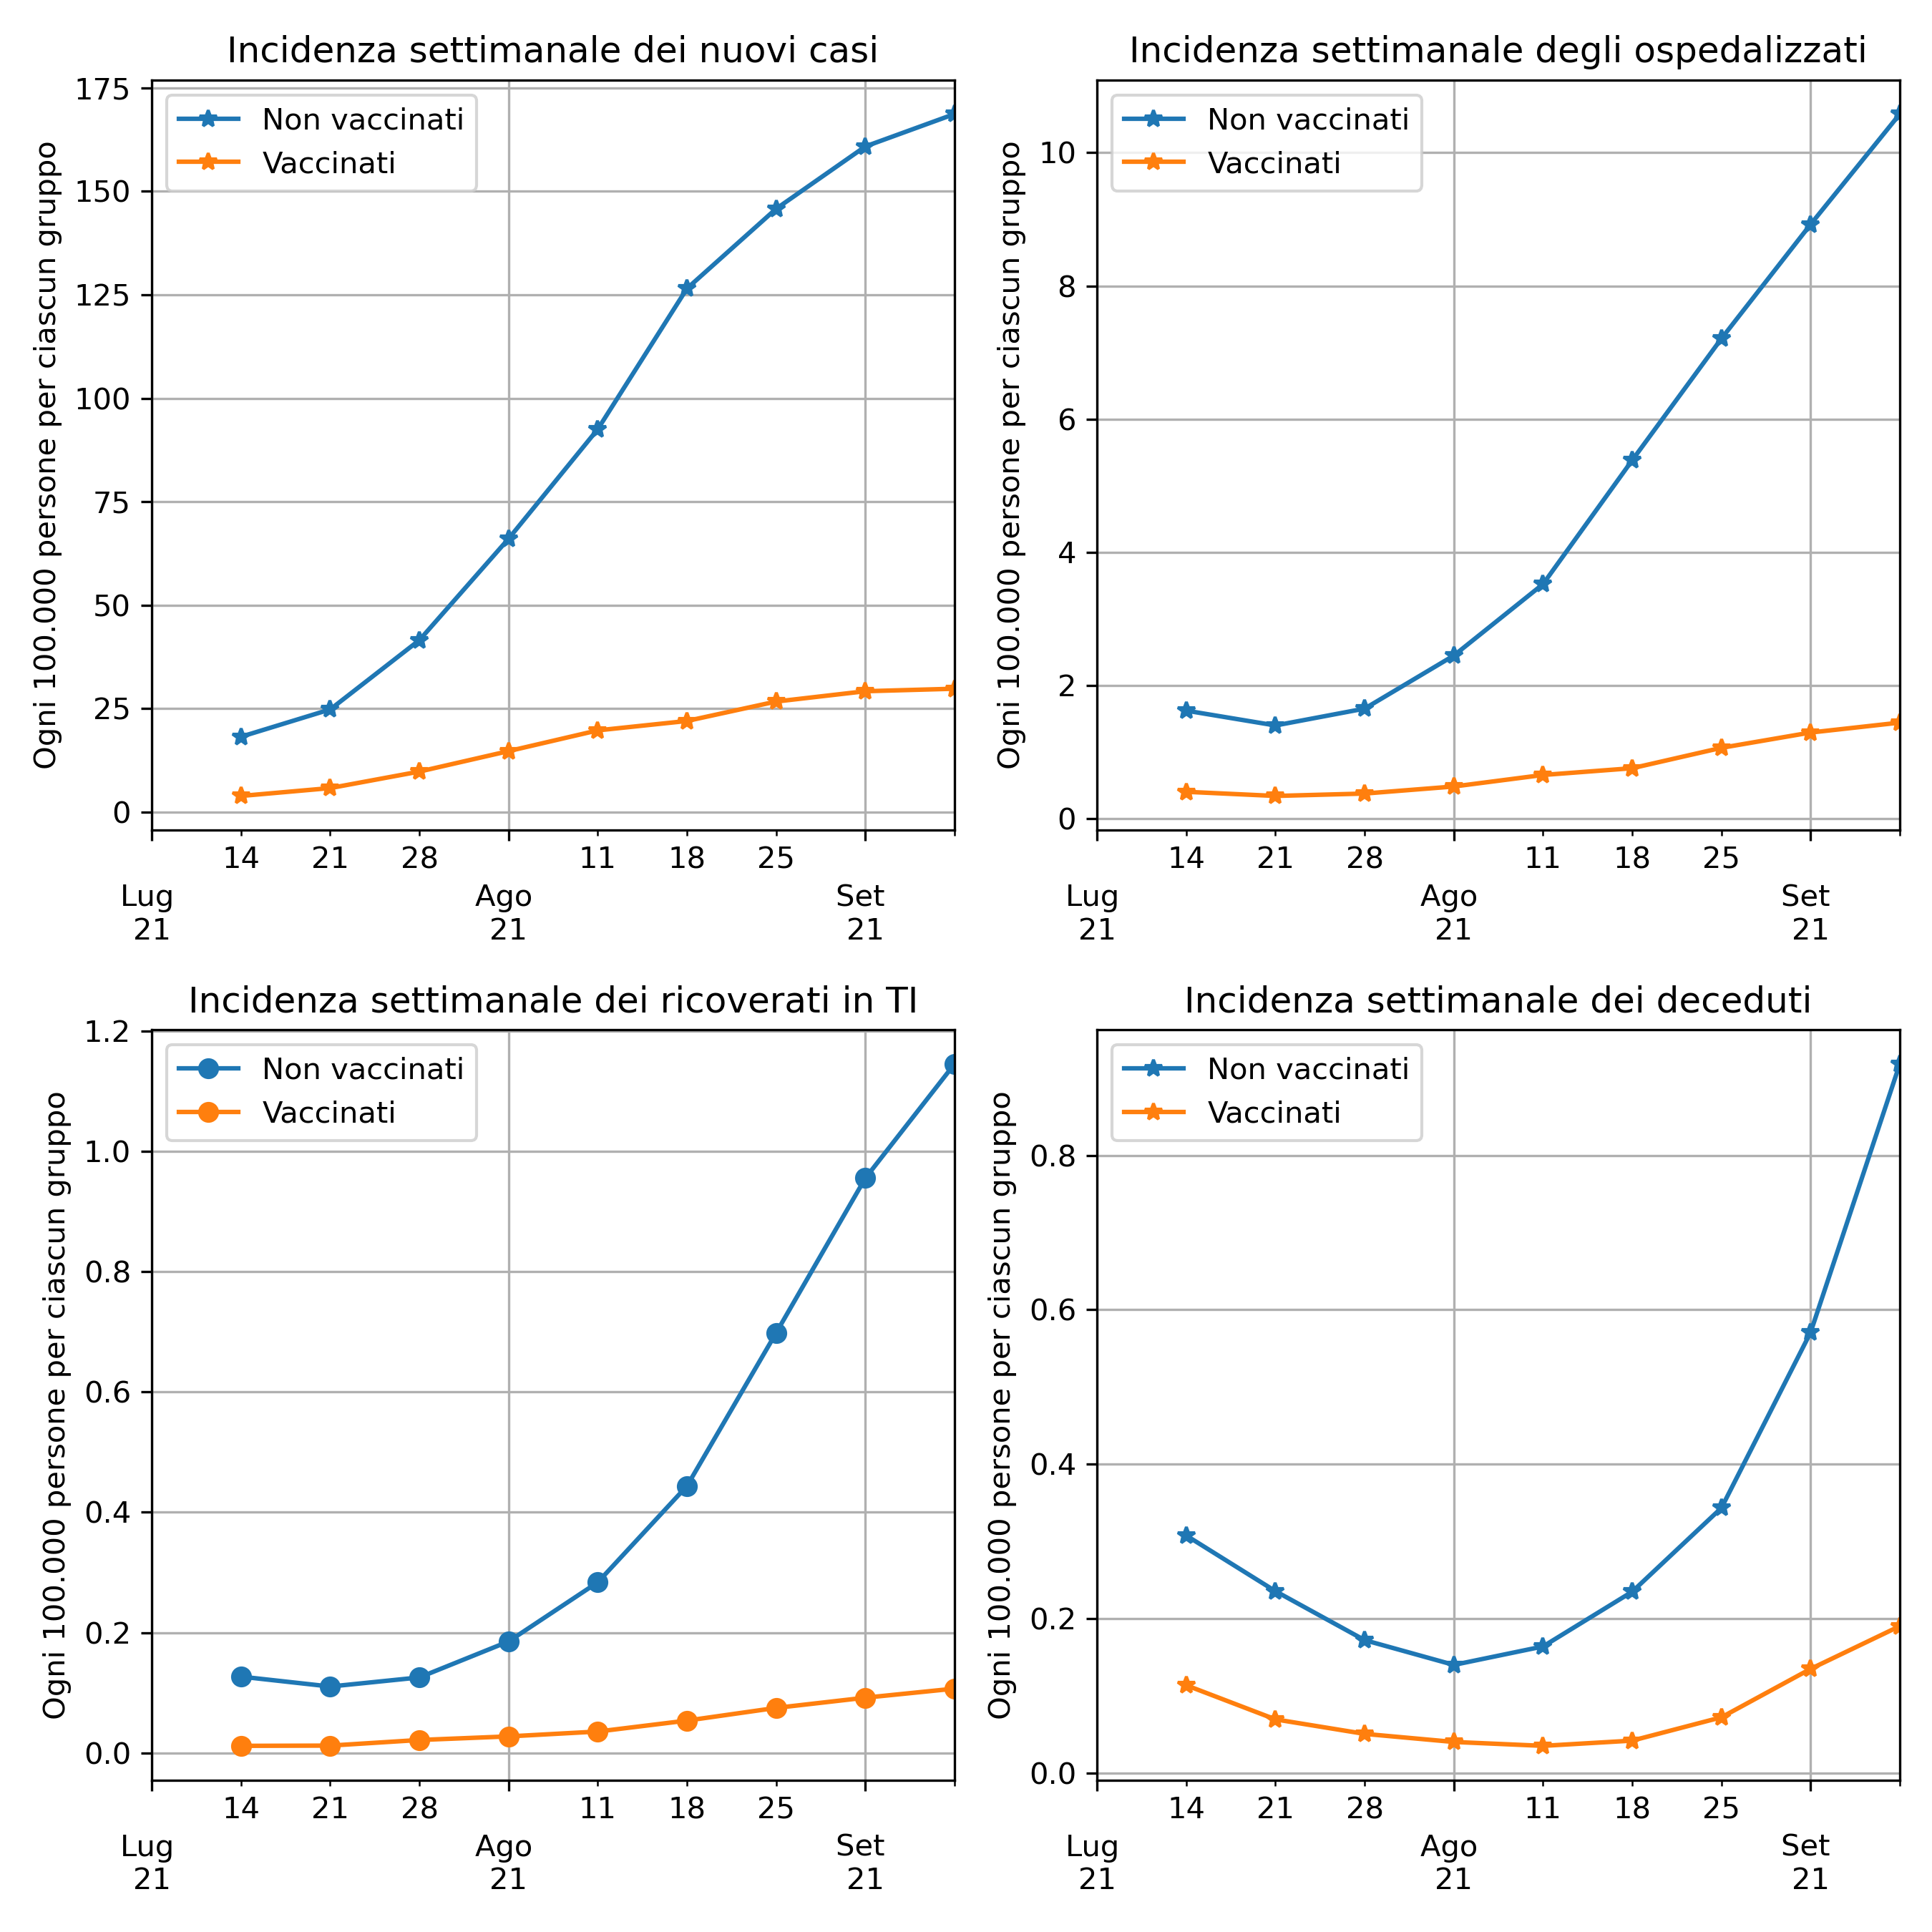 Incidenza settimanale dei nuovi casi
Ogni 100.000 persone per ciascun gruppo
175
150
125
100
75
50
25
0
Non vaccinati
Vaccinati
14 21 28 11 18 25
Lug Ago Set
21 21 21
Incidenza settimanale degli ospedalizzati
Ogni 100.000 persone per ciascun gruppo
10
8
6
4
2
0
Non vaccinati
Vaccinati
14 21 28 11 18 25
Lug Ago Set
21 21 21
Incidenza settimanale dei ricoverati in TI
Ogni 100.000 persone per ciascun gruppo
1.2
1.0
0.8
0.6
0.4
0.2
0.0
Non vaccinati
Vaccinati
14 21 28 11 18 25
Lug Ago Set
21 21 21
Incidenza settimanale dei deceduti
Ogni 100.000 persone per ciascun gruppo
0.8
0.6
0.4
0.2
0.0
Non vaccinati
Vaccinati
14 21 28 11 18 25
Lug Ago Set
21 21 21